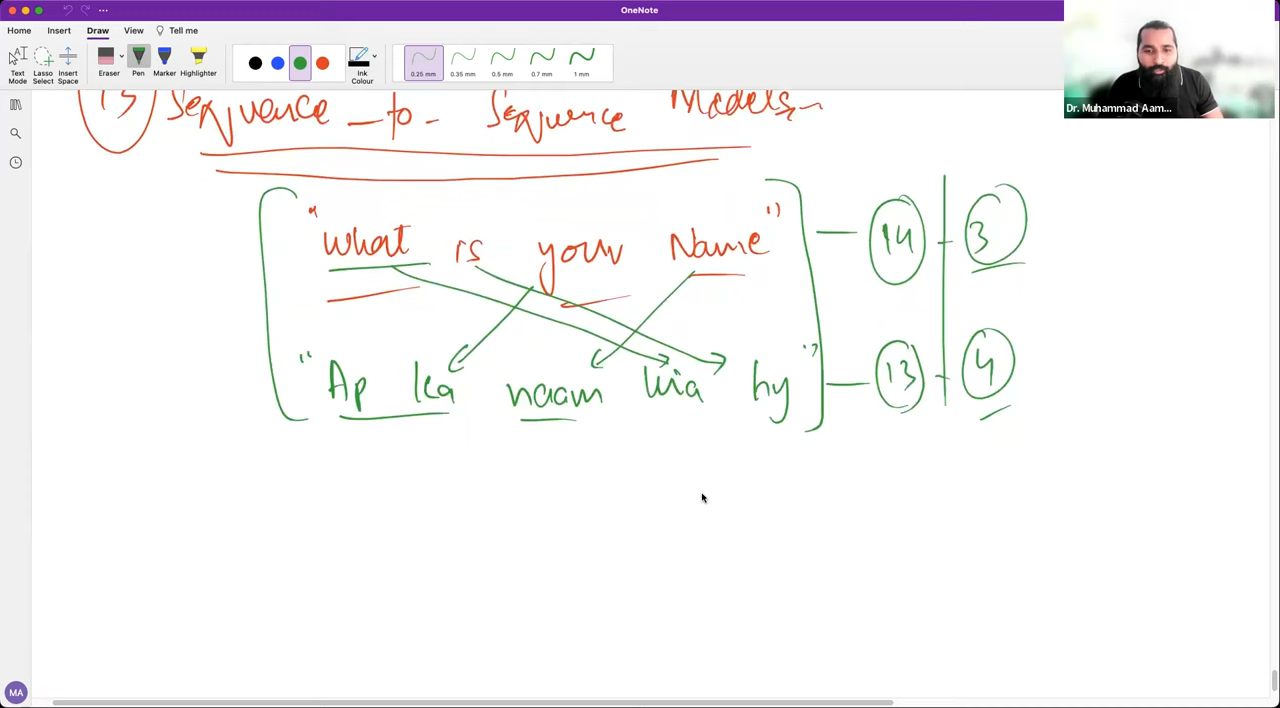 OneNote
Home Insert Draw View Tell me
Text Mode Lasso Select Insert Space Eraser Pen Marker Highlighter Ink Colour 0.25 mm 0.35 mm 0.5 mm 0.7 mm 1 mm
Dr. Muhammad Aam...
13 Sequence - to - Sequence Models
"What is your Name" — 14 - 3
"Ap ka naam kia hy" — 13 - 4
MA